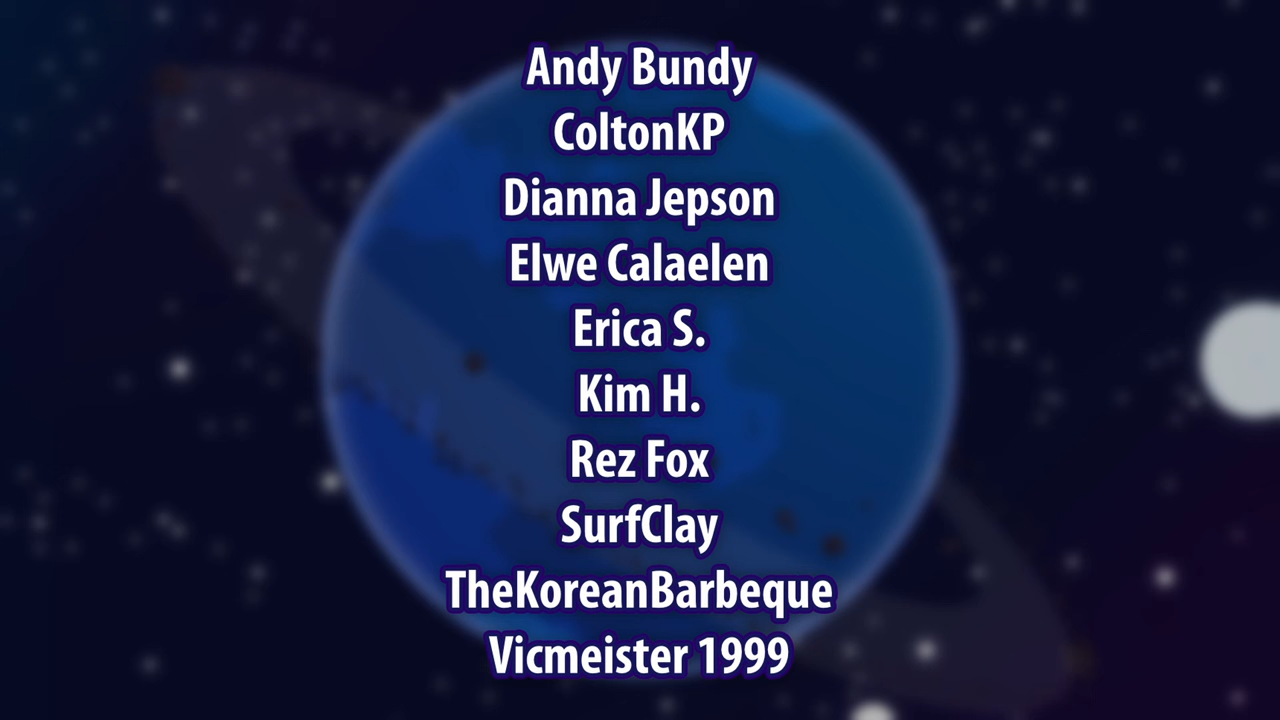 Andy Bundy
ColtonKP
Dianna Jepson
Elwe Calaelen
Erica S.
Kim H.
Rez Fox
SurfClay
TheKoreanBarbeque
Vicmeister 1999